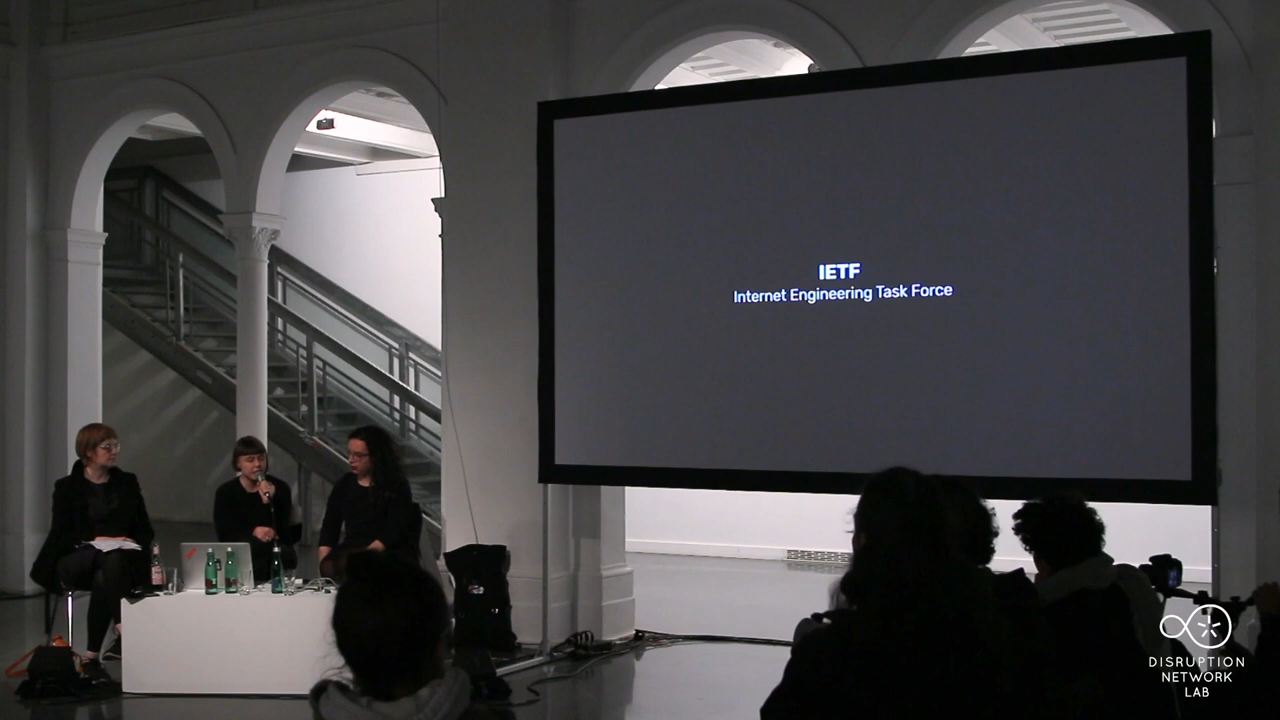 IETF
Internet Engineering Task Force
DISRUPTION
NETWORK
LAB